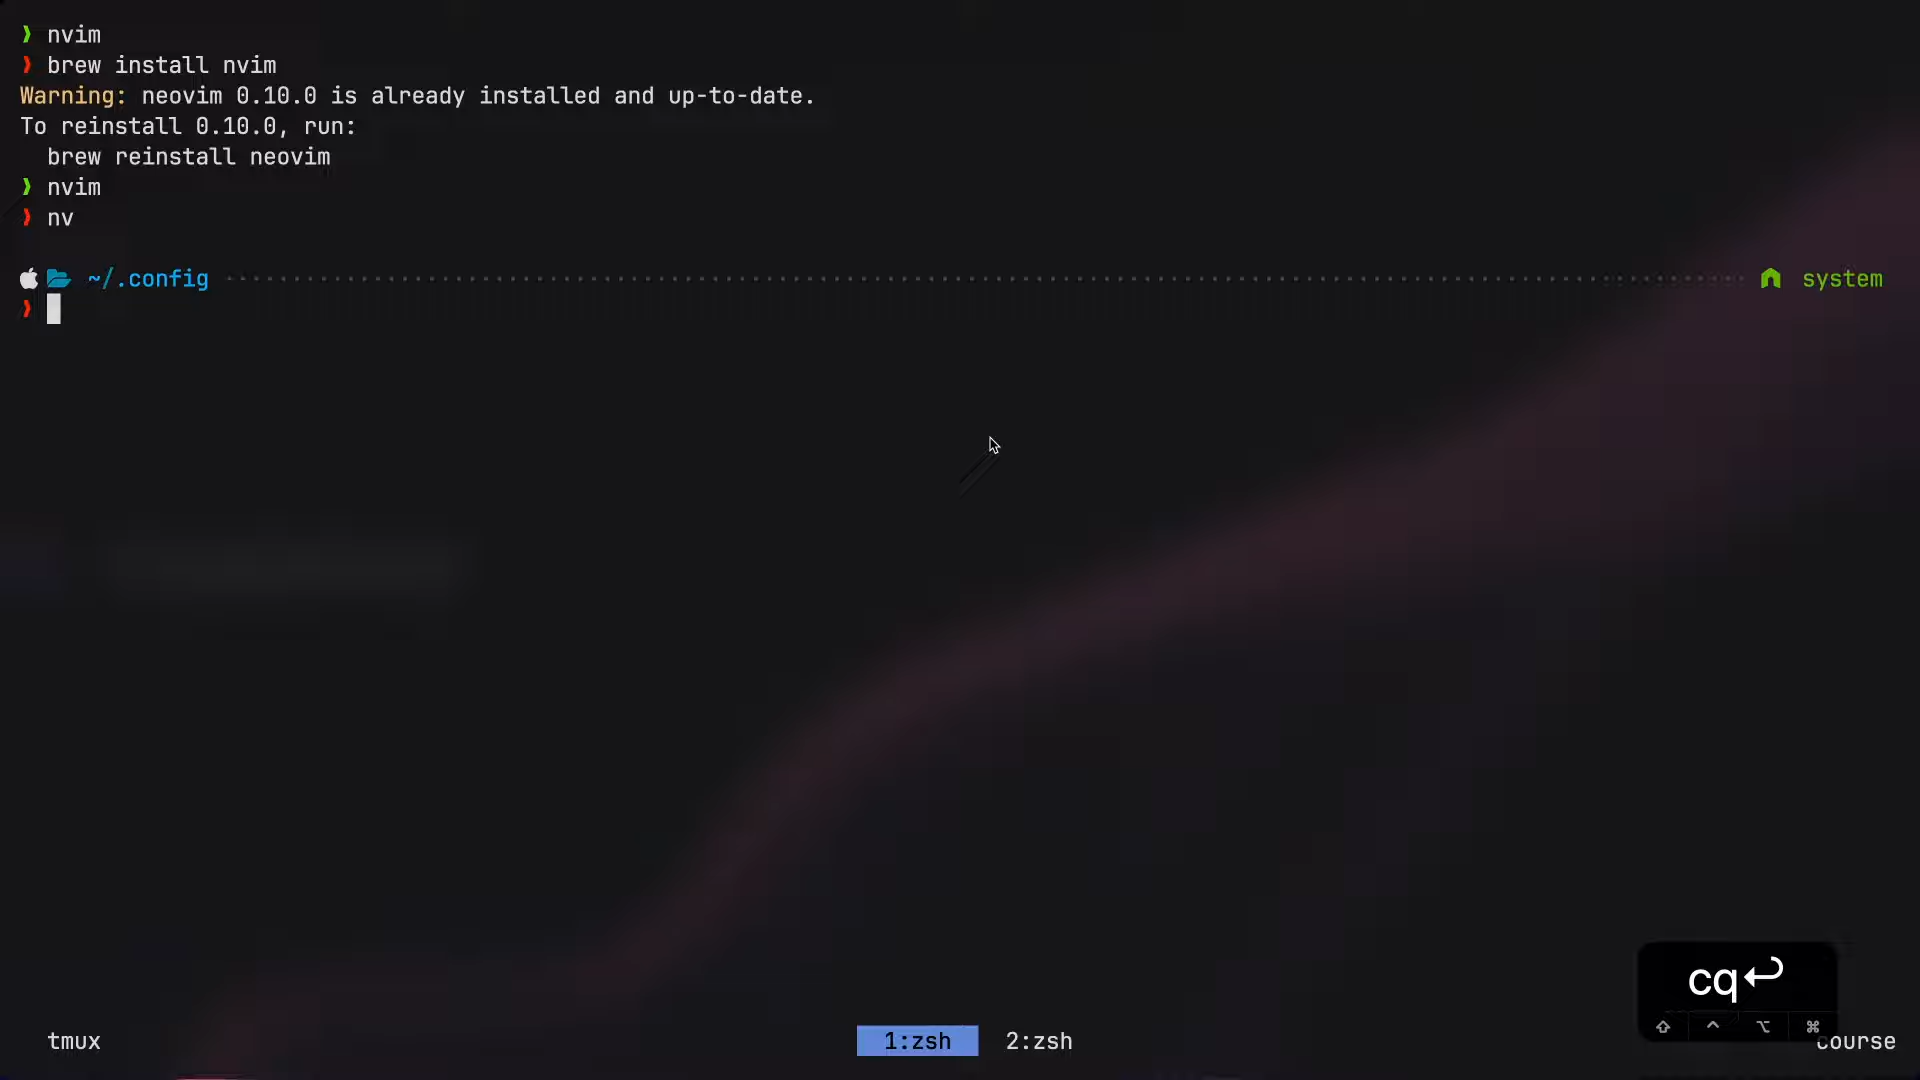 ❯ nvim
❯ brew install nvim
Warning: neovim 0.10.0 is already installed and up-to-date.
To reinstall 0.10.0, run:
  brew reinstall neovim
❯ nvim
❯ nv
~/.config system
❯
cq↩
⇧ ^ ⌥ ⌘
tmux 1:zsh 2:zsh course